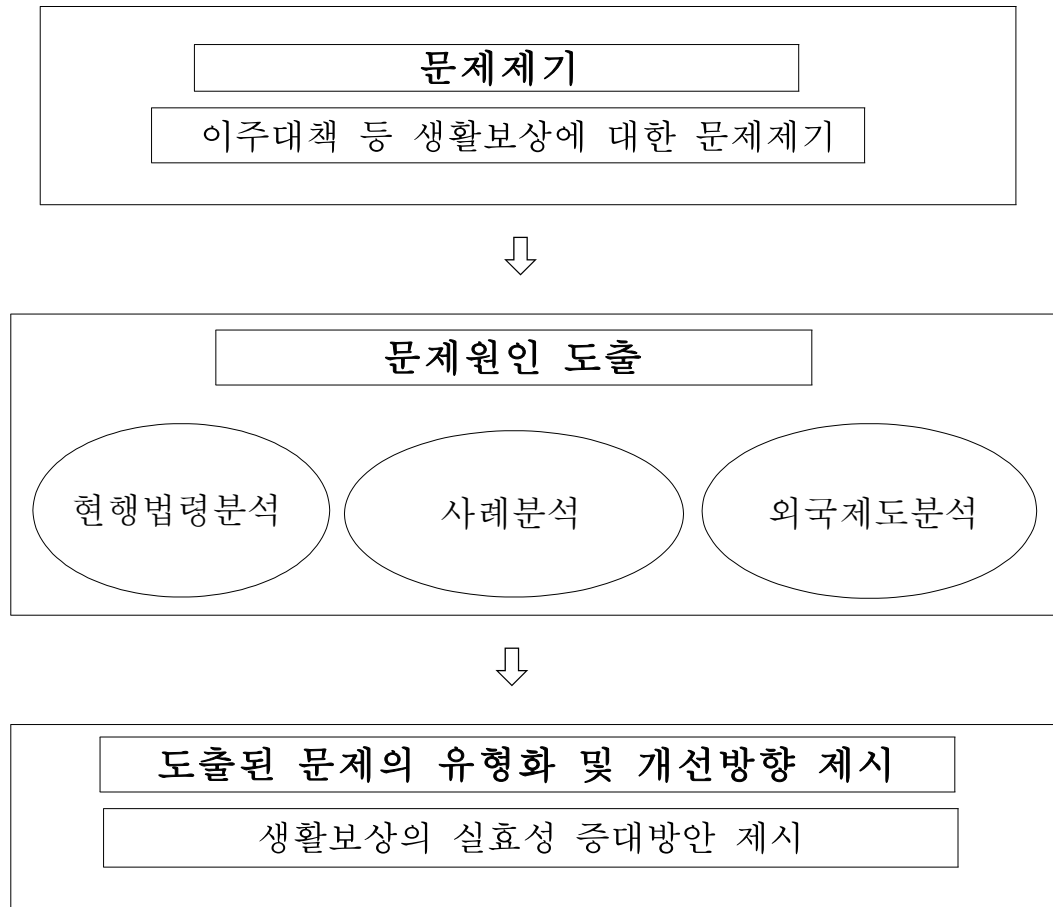 문제제기
이주대책 등 생활보상에 대한 문제제기
문제원인 도출
현행법령분석
사례분석
외국제도분석
도출된 문제의 유형화 및 개선방향 제시
생활보상의 실효성 증대방안 제시